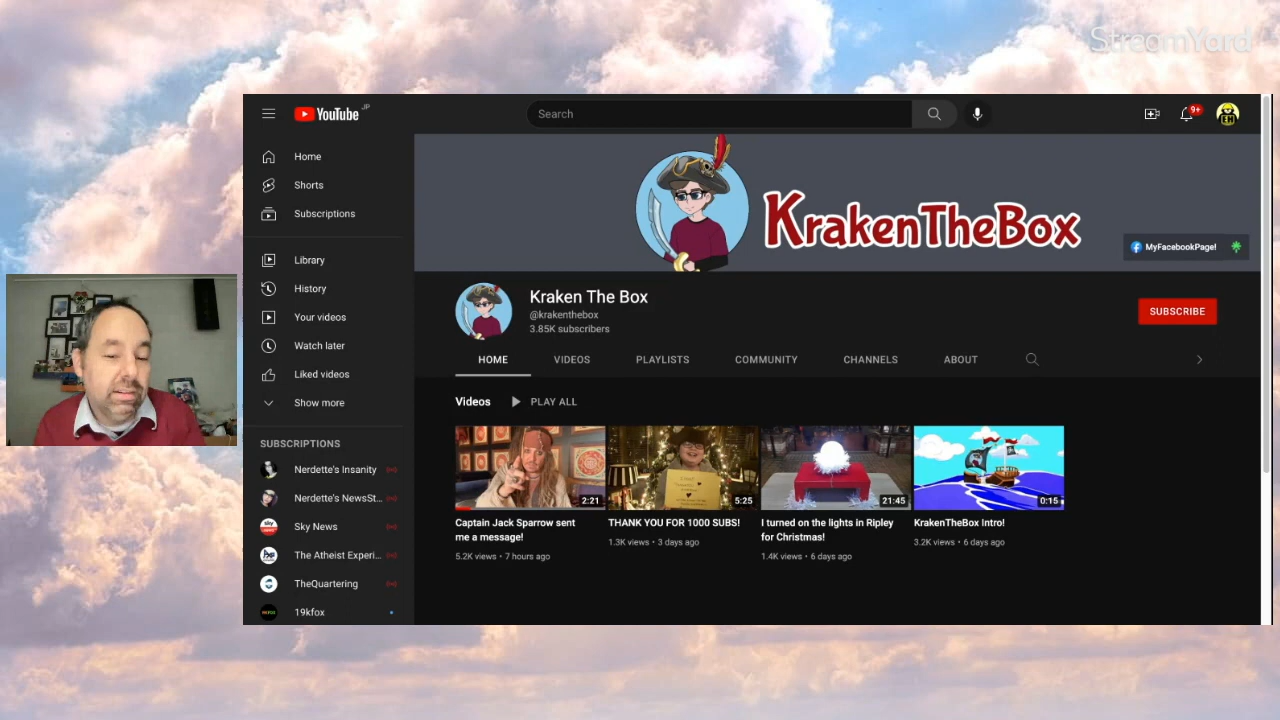 StreamYard
YouTube JP
Search
9+
EH
Home
Shorts
Subscriptions
Library
History
Your videos
Watch later
Liked videos
Show more
SUBSCRIPTIONS
Nerdette's Insanity
Nerdette's NewsSt...
Sky News
The Atheist Experi...
TheQuartering
19kfox
KrakenTheBox
MyFacebookPage!
Kraken The Box
@krakenthebox
3.85K subscribers
SUBSCRIBE
HOME VIDEOS PLAYLISTS COMMUNITY CHANNELS ABOUT
Videos PLAY ALL
2:21
5:25
21:45
0:15
Captain Jack Sparrow sent
me a message!
5.2K views • 7 hours ago
THANK YOU FOR 1000 SUBS!
1.3K views • 3 days ago
I turned on the lights in Ripley
for Christmas!
1.4K views • 6 days ago
KrakenTheBox Intro!
3.2K views • 6 days ago